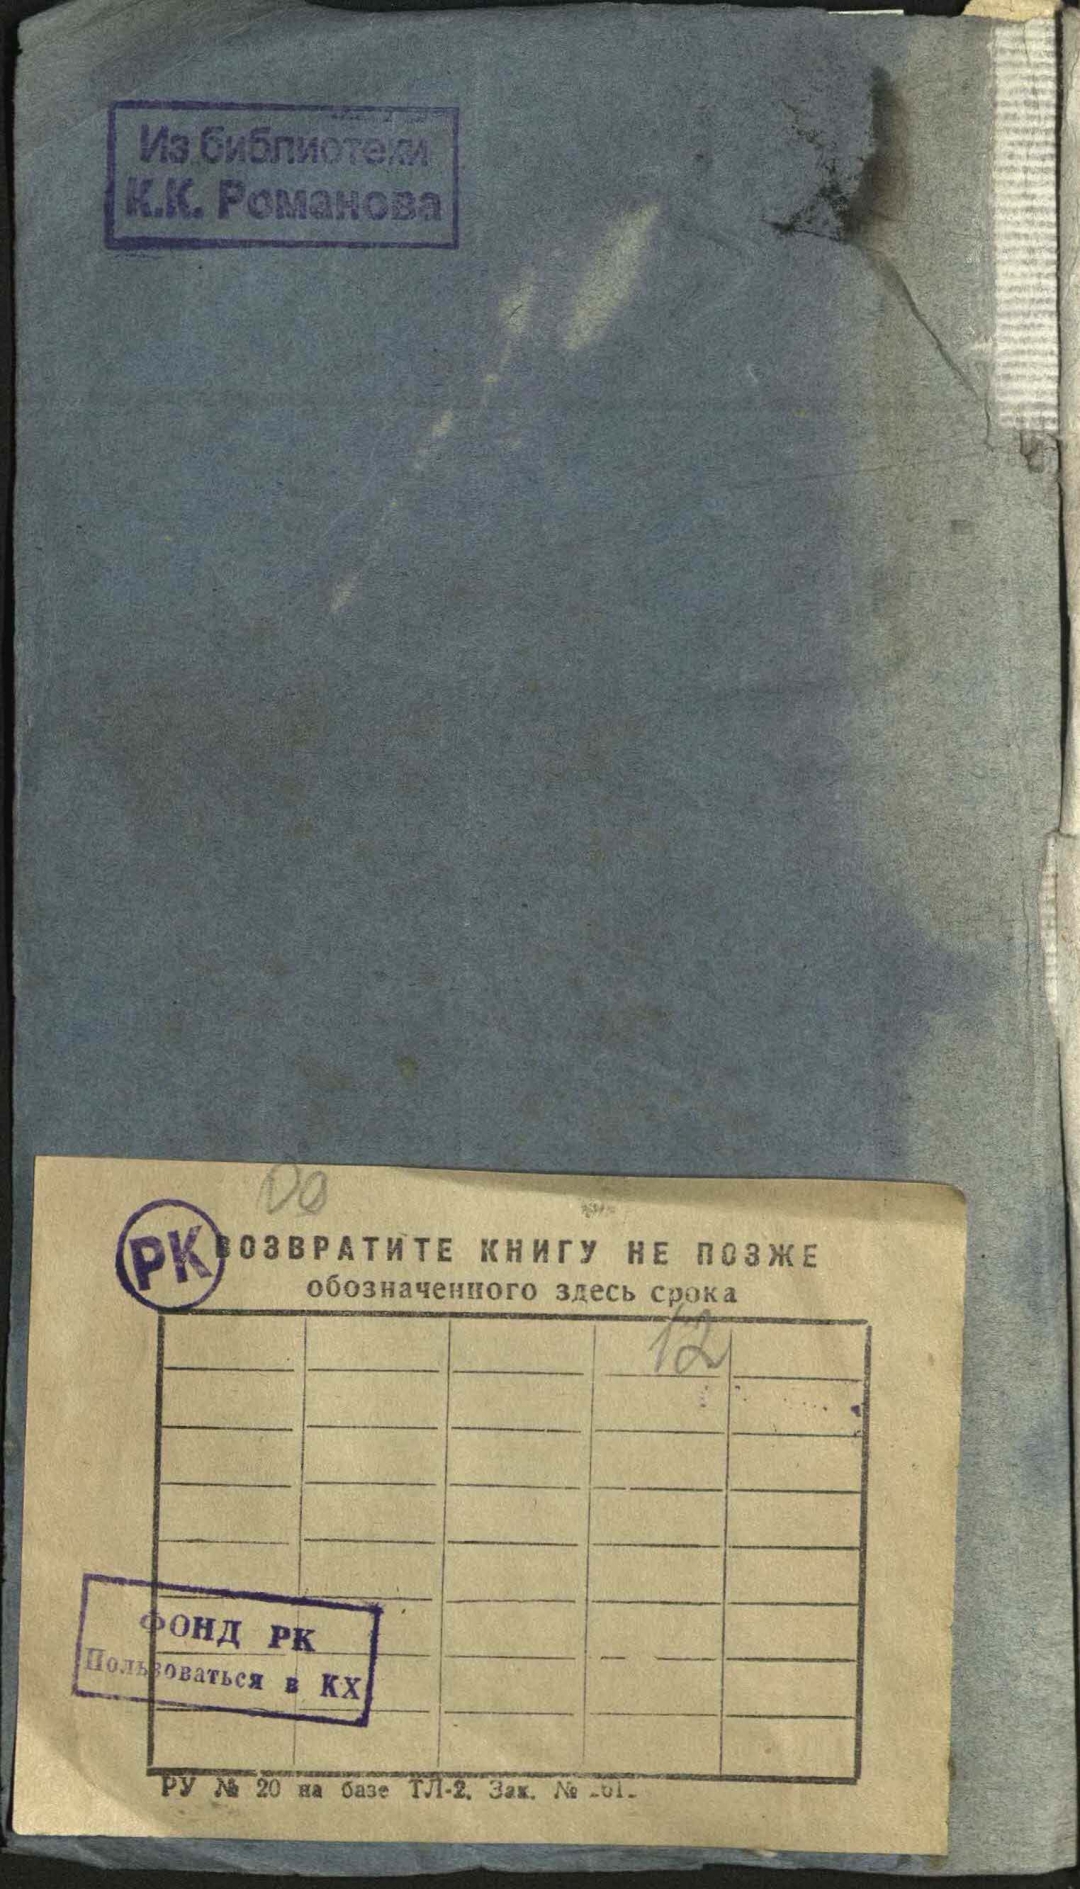 Из библиотеки
К.К. Романова
РК
ВОЗВРАТИТЕ КНИГУ НЕ ПОЗЖЕ
обозначенного здесь срока
12
ФОНД РК
Пользоваться в КХ
РУ № 20 на базе ТЛ-2. Зак. №